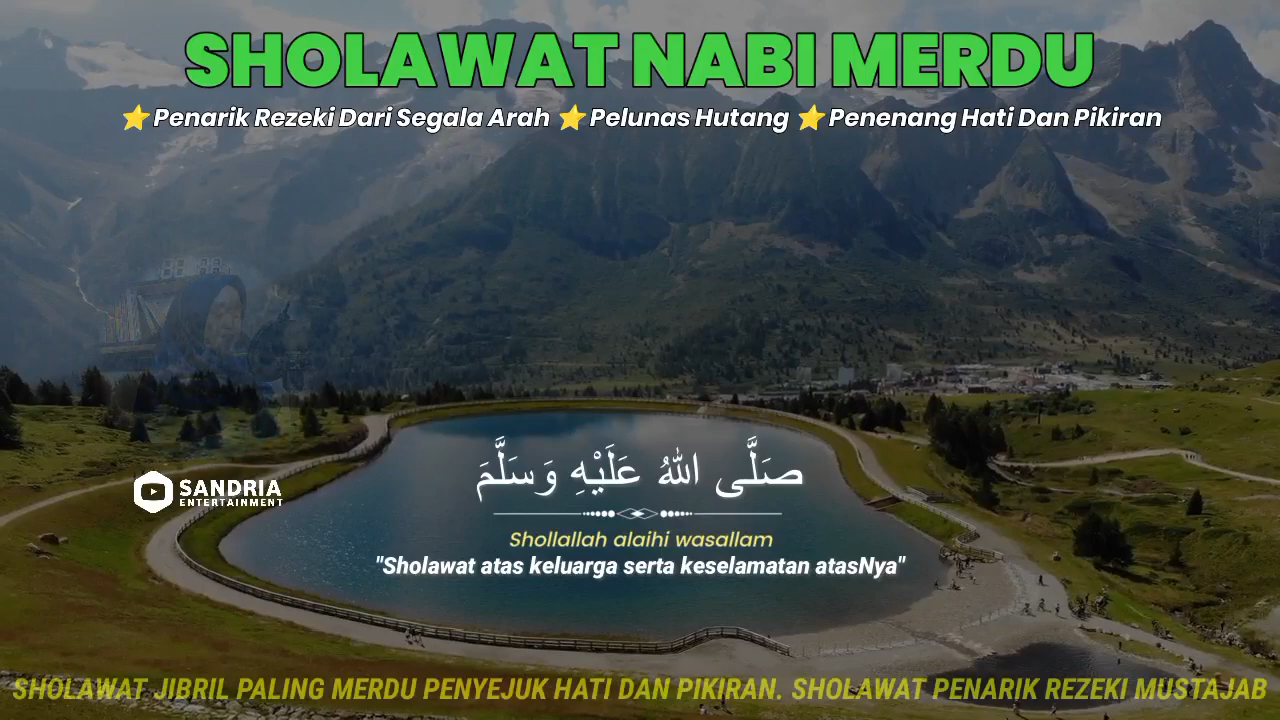 SHOLAWAT NABI MERDU
⭐Penarik Rezeki Dari Segala Arah ⭐Pelunas Hutang ⭐Penenang Hati Dan Pikiran
صَلَّى اللهُ عَلَيْهِ وَسَلَّمَ
SANDRIA
ENTERTAINMENT
Shollallah alaihi wasallam
"Sholawat atas keluarga serta keselamatan atasNya"
SHOLAWAT JIBRIL PALING MERDU PENYEJUK HATI DAN PIKIRAN. SHOLAWAT PENARIK REZEKI MUSTAJAB